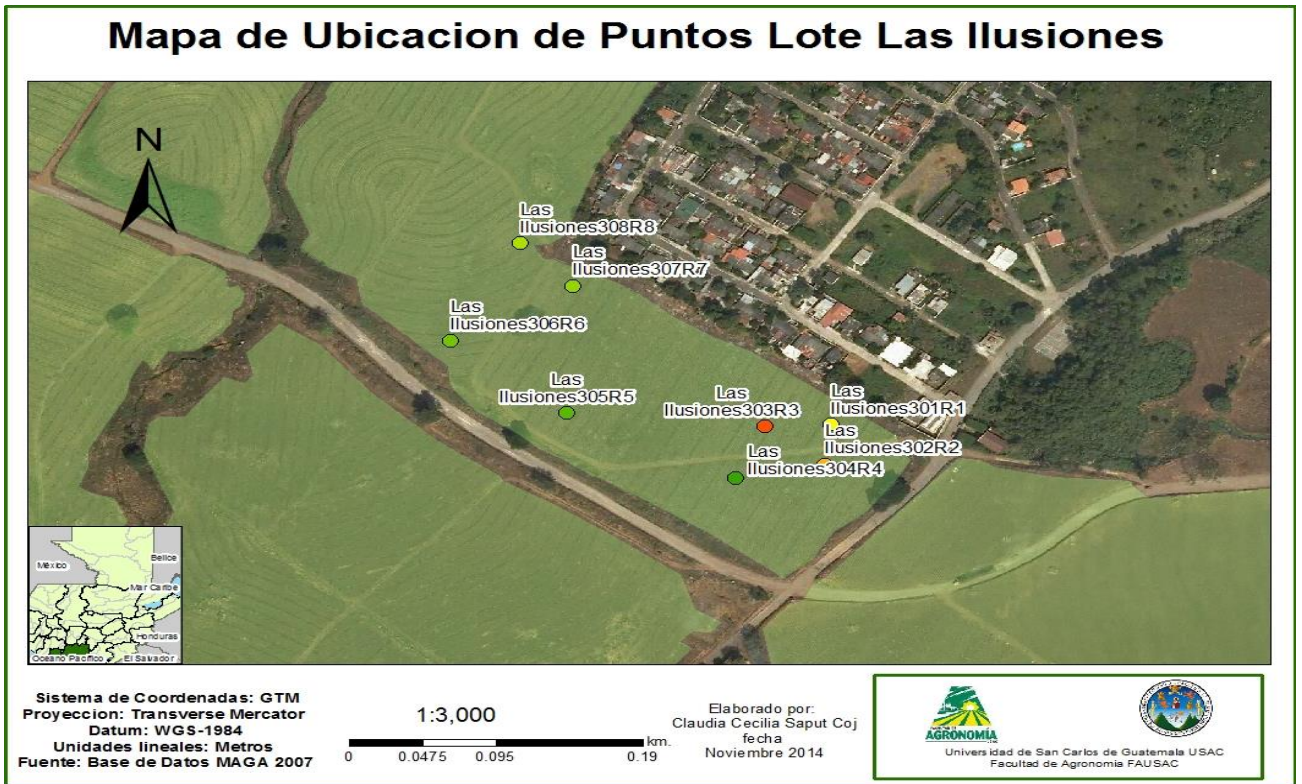 Mapa de Ubicacion de Puntos Lote Las Ilusiones
N
Las
Ilusiones308R8
Las
Ilusiones307R7
Las
Ilusiones306R6
Las
Ilusiones305R5
Las
Ilusiones303R3
Las
Ilusiones301R1
Las
Ilusiones302R2
Las
Ilusiones304R4
México
Belice
Mar Caribe
Honduras
Oceano Pacifico
El Salvador
Sistema de Coordenadas: GTM
Proyeccion: Transverse Mercator
Datum: WGS-1984
Unidades lineales: Metros
Fuente: Base de Datos MAGA 2007
1:3,000
km.
0 0.0475 0.095 0.19
Elaborado por:
Claudia Cecilia Saput Coj
fecha
Noviembre 2014
AGRONOMÍA
Universidad de San Carlos de Guatemala USAC
Facultad de Agronomia FAUSAC